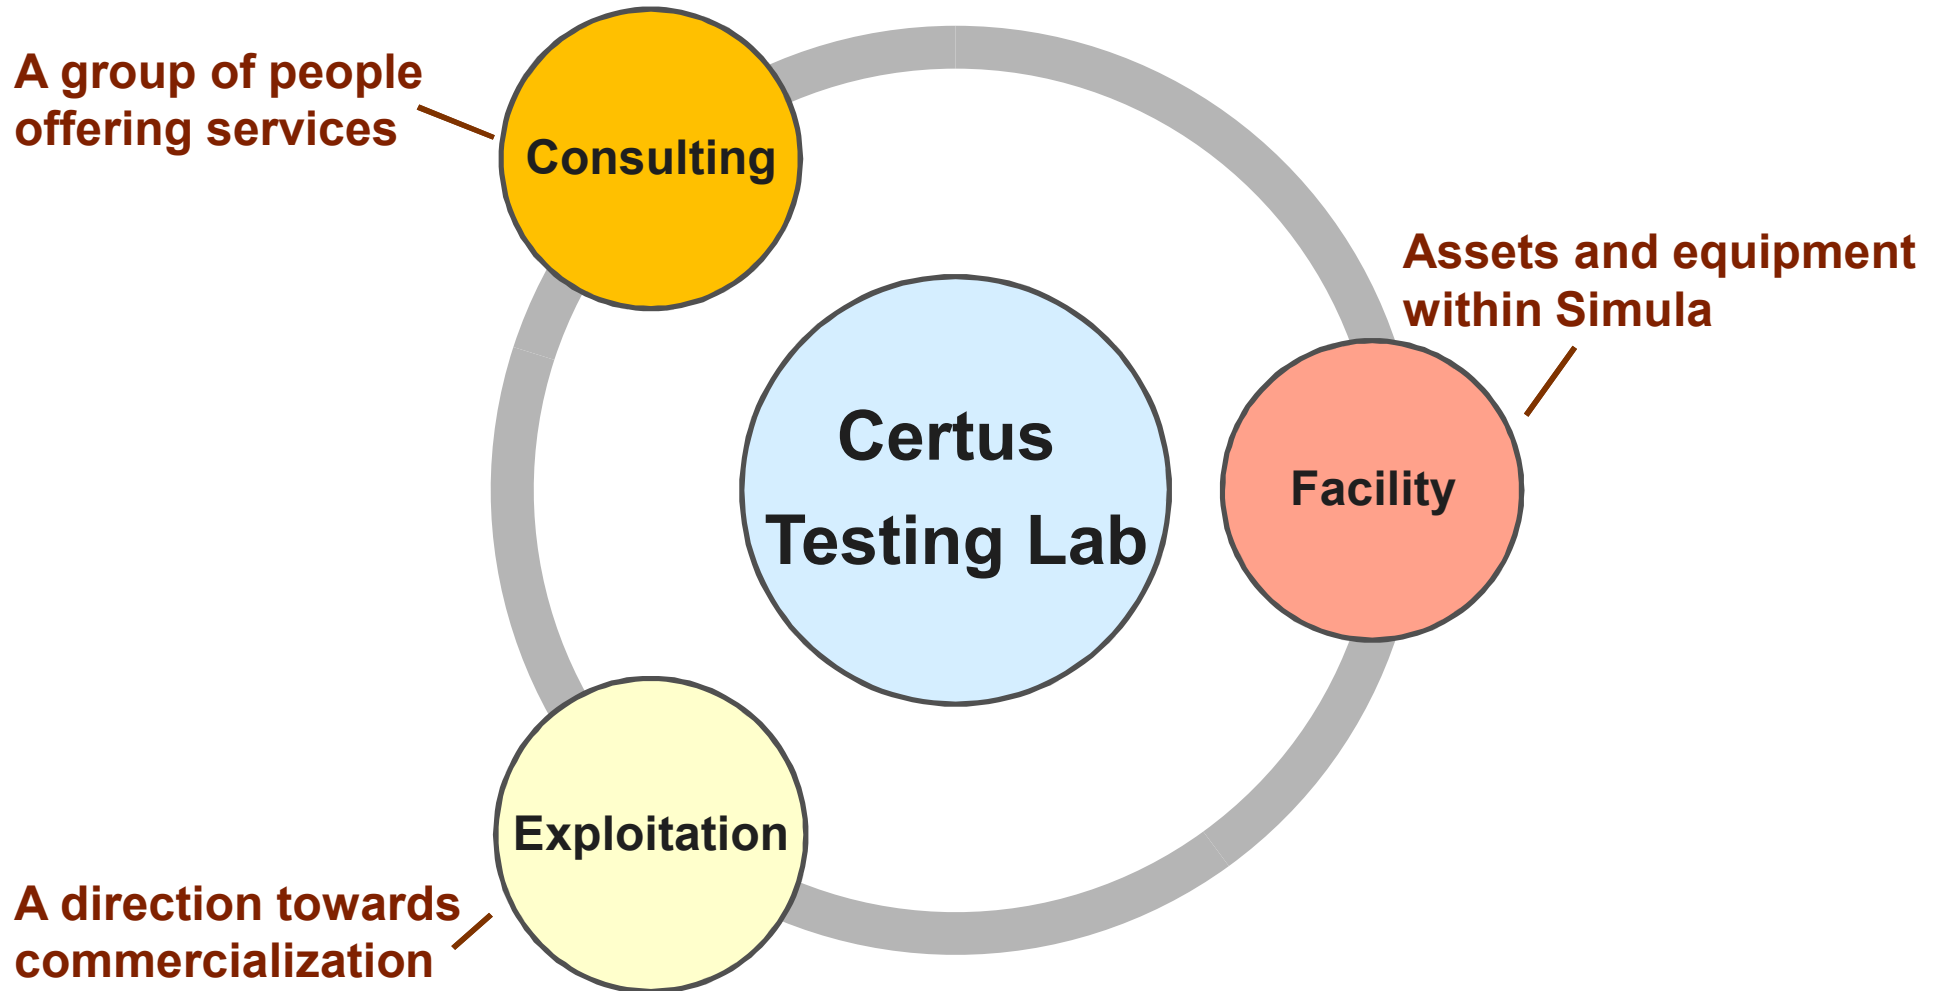 A group of people
offering services
Consulting
Assets and equipment
within Simula
Certus
Testing Lab
Facility
Exploitation
A direction towards
commercialization